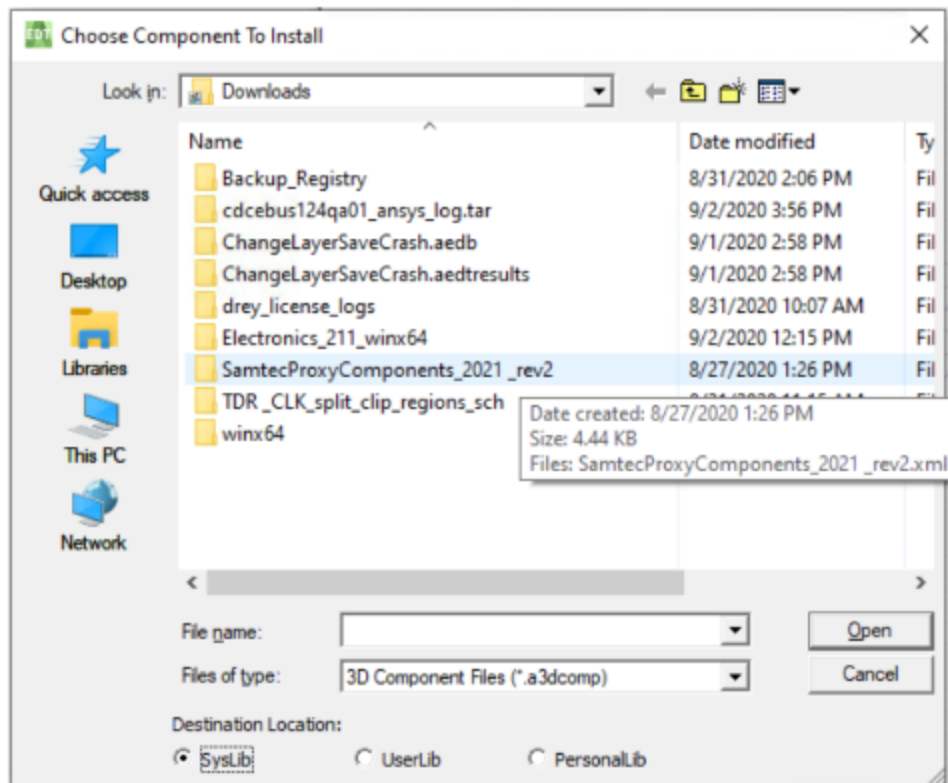 EDT Choose Component To Install
Look in: Downloads
Name Date modified Ty
Quick access
Desktop
Libraries
This PC
Network
Backup_Registry 8/31/2020 2:06 PM Fil
cdcebus124qa01_ansys_log.tar 9/2/2020 3:56 PM Fil
ChangeLayerSaveCrash.aedb 9/1/2020 2:58 PM Fil
ChangeLayerSaveCrash.aedtresults 9/1/2020 2:58 PM Fil
drey_license_logs 8/31/2020 10:07 AM Fil
Electronics_211_winx64 9/2/2020 12:15 PM Fil
SamtecProxyComponents_2021 _rev2 8/27/2020 1:26 PM Fil
TDR_CLK_split_clip_regions_sch
winx64
Date created: 8/27/2020 1:26 PM
Size: 4.44 KB
Files: SamtecProxyComponents_2021 _rev2.xml
File name:
Open
Files of type: 3D Component Files (*.a3dcomp)
Cancel
Destination Location:
SysLib UserLib PersonalLib